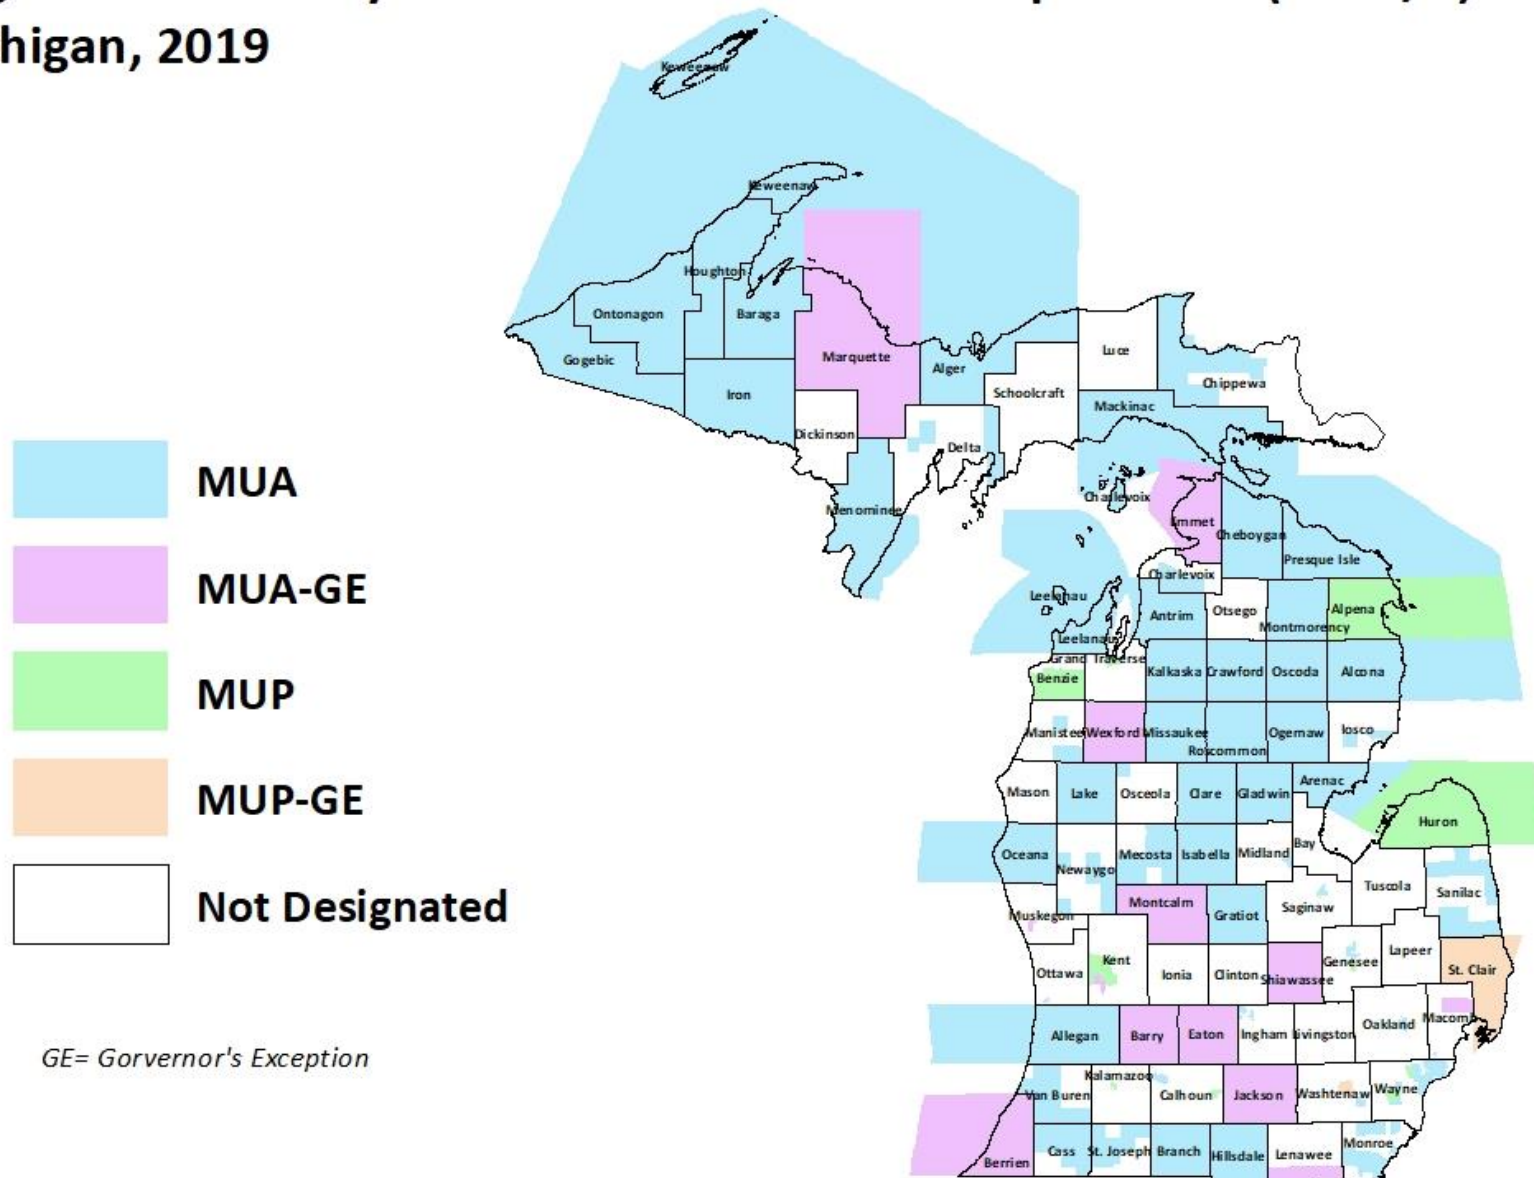 higan, 2019
Keweenaw
Keweenaw
Houghton
Ontonagon
Baraga
Gogebic
Marquette
Alger
Luce
Iron
Schoolcraft
Chippewa
Mackinac
Dickinson
Delta
MUA
Menominee
Charlevoix
Emmet
Cheboygan
Presque Isle
MUA-GE
Charlevoix
Leelanau
Antrim
Otsego
Alpena
Montmorency
Leelanau
Grand Traverse
Benzie
Kalkaska
Crawford
Oscoda
Alcona
MUP
Manistee
Wexford
Missaukee
Roscommon
Ogemaw
Iosco
MUP-GE
Mason
Lake
Osceola
Clare
Gladwin
Arenac
Huron
Oceana
Newaygo
Mecosta
Isabella
Midland
Bay
Tuscola
Sanilac
Not Designated
Muskegon
Montcalm
Gratiot
Saginaw
Ottawa
Kent
Ionia
Clinton
Shiawassee
Genesee
Lapeer
St. Clair
GE= Gorvernor's Exception
Allegan
Barry
Eaton
Ingham
Livingston
Oakland
Macomb
Van Buren
Kalamazoo
Calhoun
Jackson
Washtenaw
Wayne
Berrien
Cass
St. Joseph
Branch
Hillsdale
Lenawee
Monroe